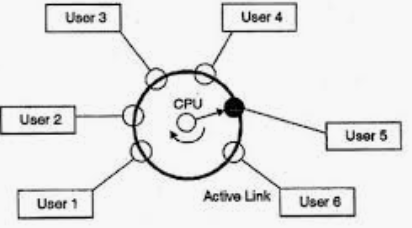 User 3
User 4
CPU
User 2
User 5
Active Link
User 1
User 6